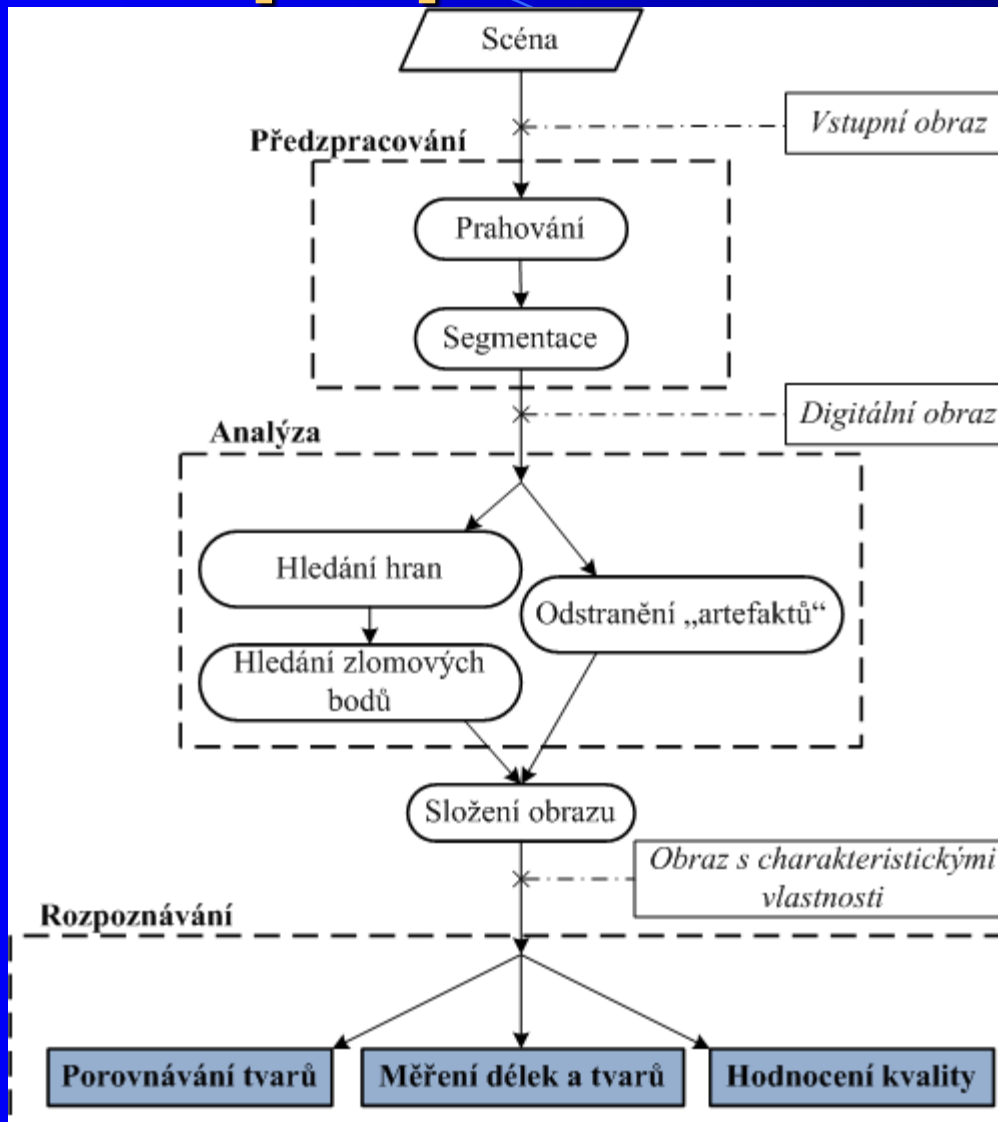 Scéna
Vstupní obraz
Předzpracování
Prahování
Segmentace
Digitální obraz
Analýza
Hledání hran
Odstranění „artefaktů“
Hledání zlomových
bodů
Složení obrazu
Obraz s charakteristickými
vlastnosti
Rozpoznávání
Porovnávání tvarů
Měření délek a tvarů
Hodnocení kvality